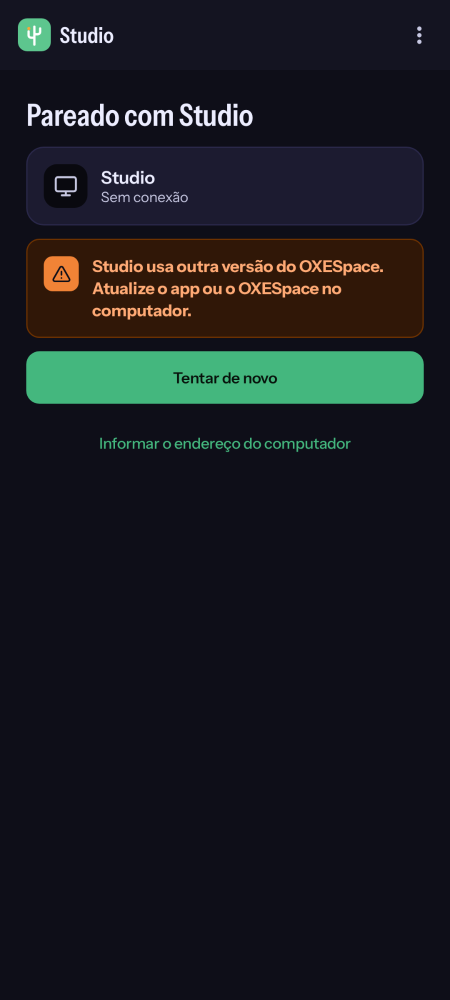 Studio
Pareado com Studio
Studio
Sem conexão
Studio usa outra versão do OXESpace.
Atualize o app ou o OXESpace no
computador.
Tentar de novo
Informar o endereço do computador